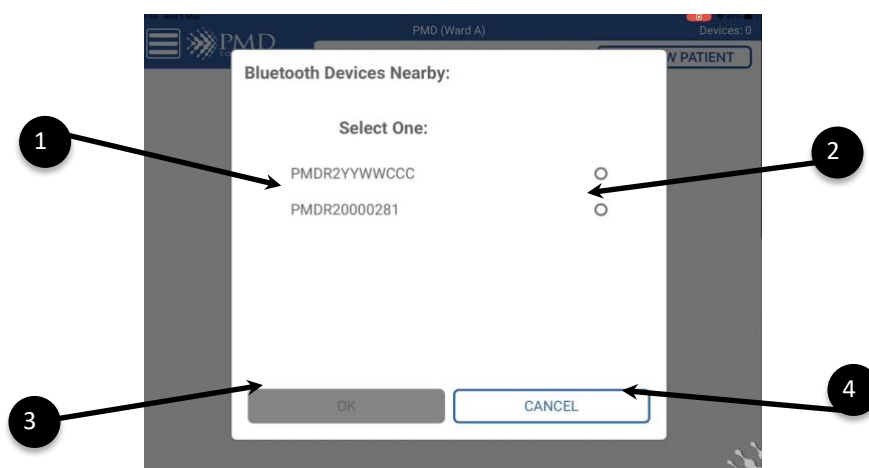 PMD (Ward A)
Devices: 0
PMD
W PATIENT
Bluetooth Devices Nearby:
Select One:
1
2
PMDR2YYWWCCC
PMDR20000281
3
OK
CANCEL
4